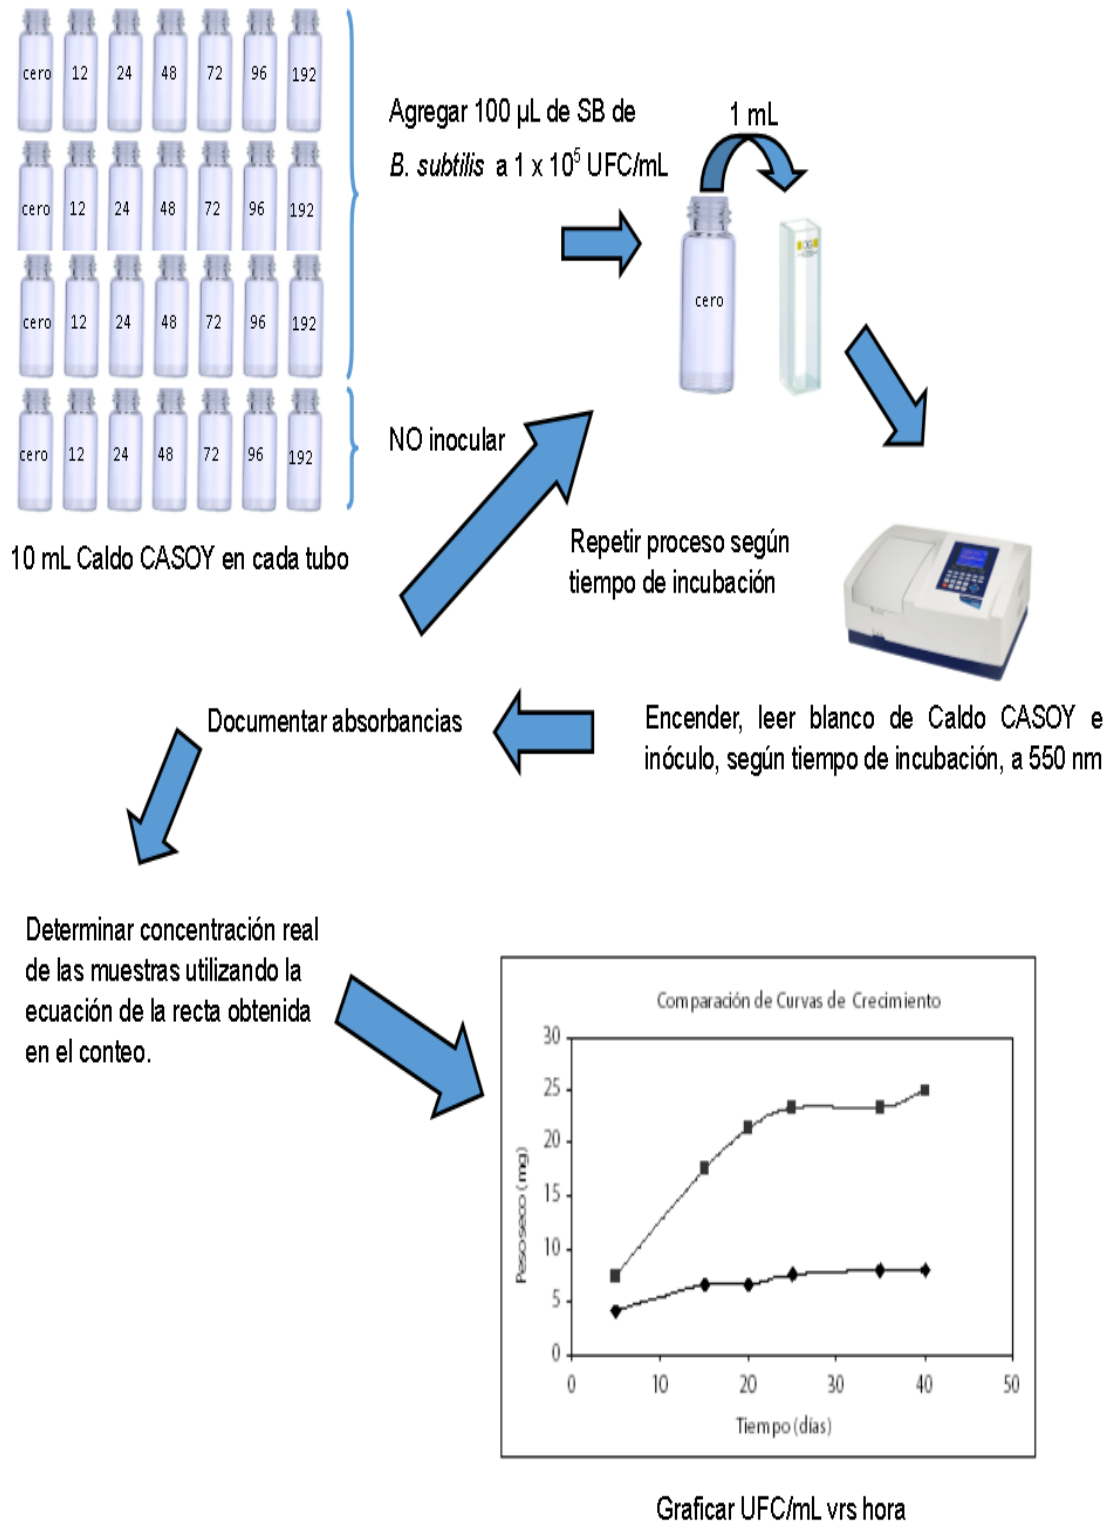 cero 12 24 48 72 96 192
Agregar 100 µL de SB de
B. subtilis a 1 x 10⁵ UFC/mL
1 mL
cero 12 24 48 72 96 192
cero
cero 12 24 48 72 96 192
cero 12 24 48 72 96 192
NO inocular
10 mL Caldo CASOY en cada tubo
Repetir proceso según
tiempo de incubación
Encender, leer blanco de Caldo CASOY e
inóculo, según tiempo de incubación, a 550 nm
Documentar absorbancias
Determinar concentración real
de las muestras utilizando la
ecuación de la recta obtenida
en el conteo.
Comparación de Curvas de Crecimiento
Peso seco (mg)
30
25
20
15
10
5
0
0 10 20 30 40 50
Tiempo (días)
Graficar UFC/mL vrs hora